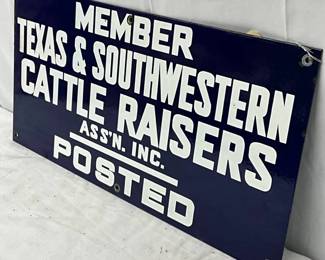 MEMBER
TEXAS & SOUTHWESTERN
CATTLE RAISERS
ASS'N. INC.
POSTED